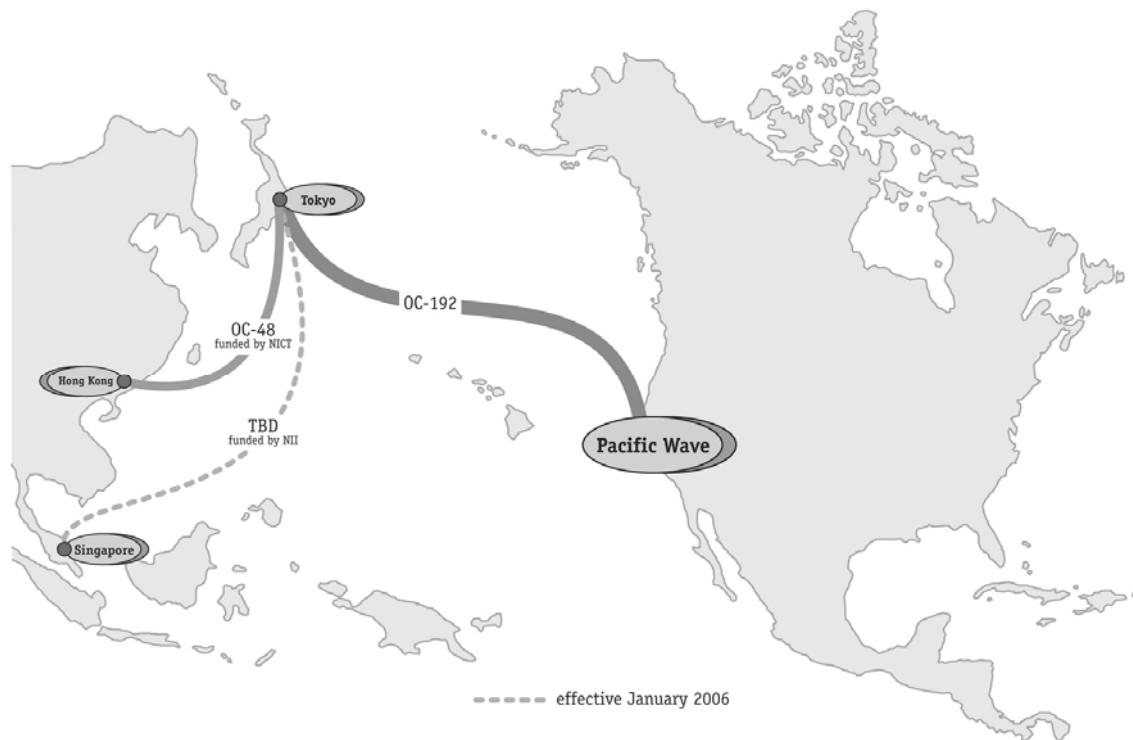 Tokyo
OC-192
OC-48
funded by NICT
Hong Kong
TBD
funded by NII
Pacific Wave
Singapore
effective January 2006